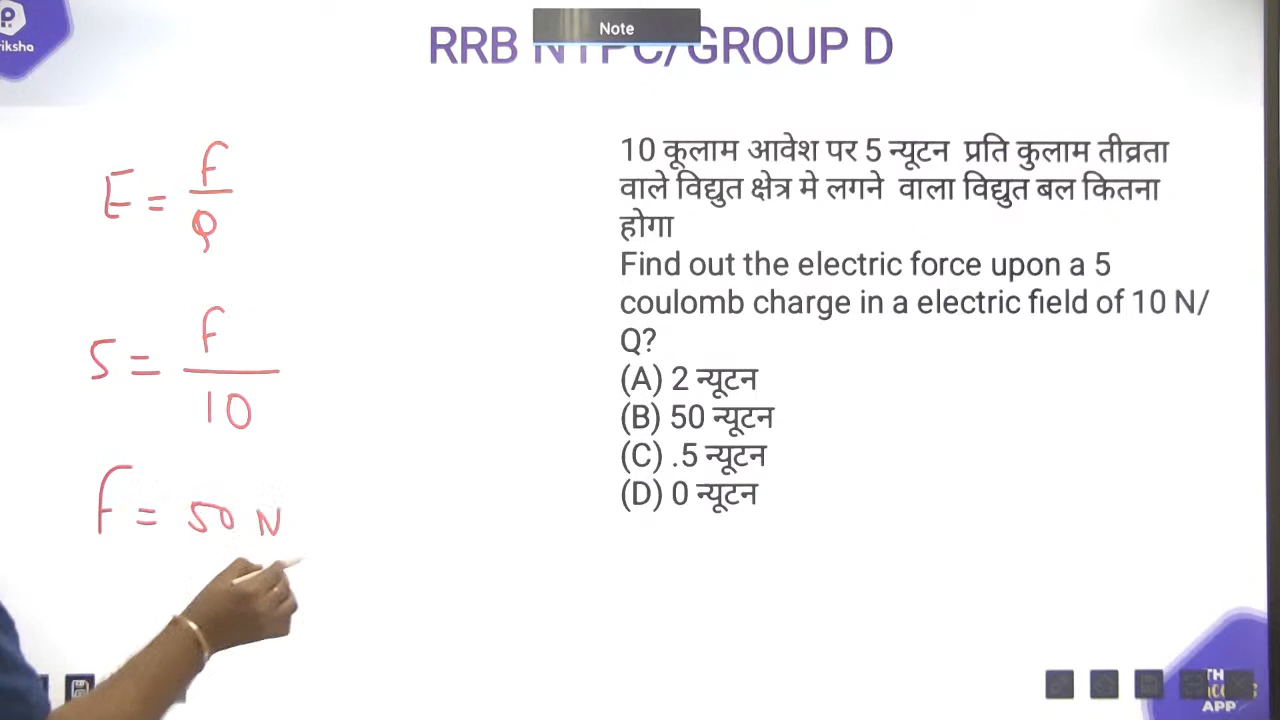 Note
riksha
RRB NTPC/GROUP D
E = F
Q
5 = F
10
F = 50 N
10 कूलाम आवेश पर 5 न्यूटन प्रति कुलाम तीव्रता
वाले विद्युत क्षेत्र मे लगने वाला विद्युत बल कितना
होगा
Find out the electric force upon a 5
coulomb charge in a electric field of 10 N/
Q?
(A) 2 न्यूटन
(B) 50 न्यूटन
(C) .5 न्यूटन
(D) 0 न्यूटन
APP